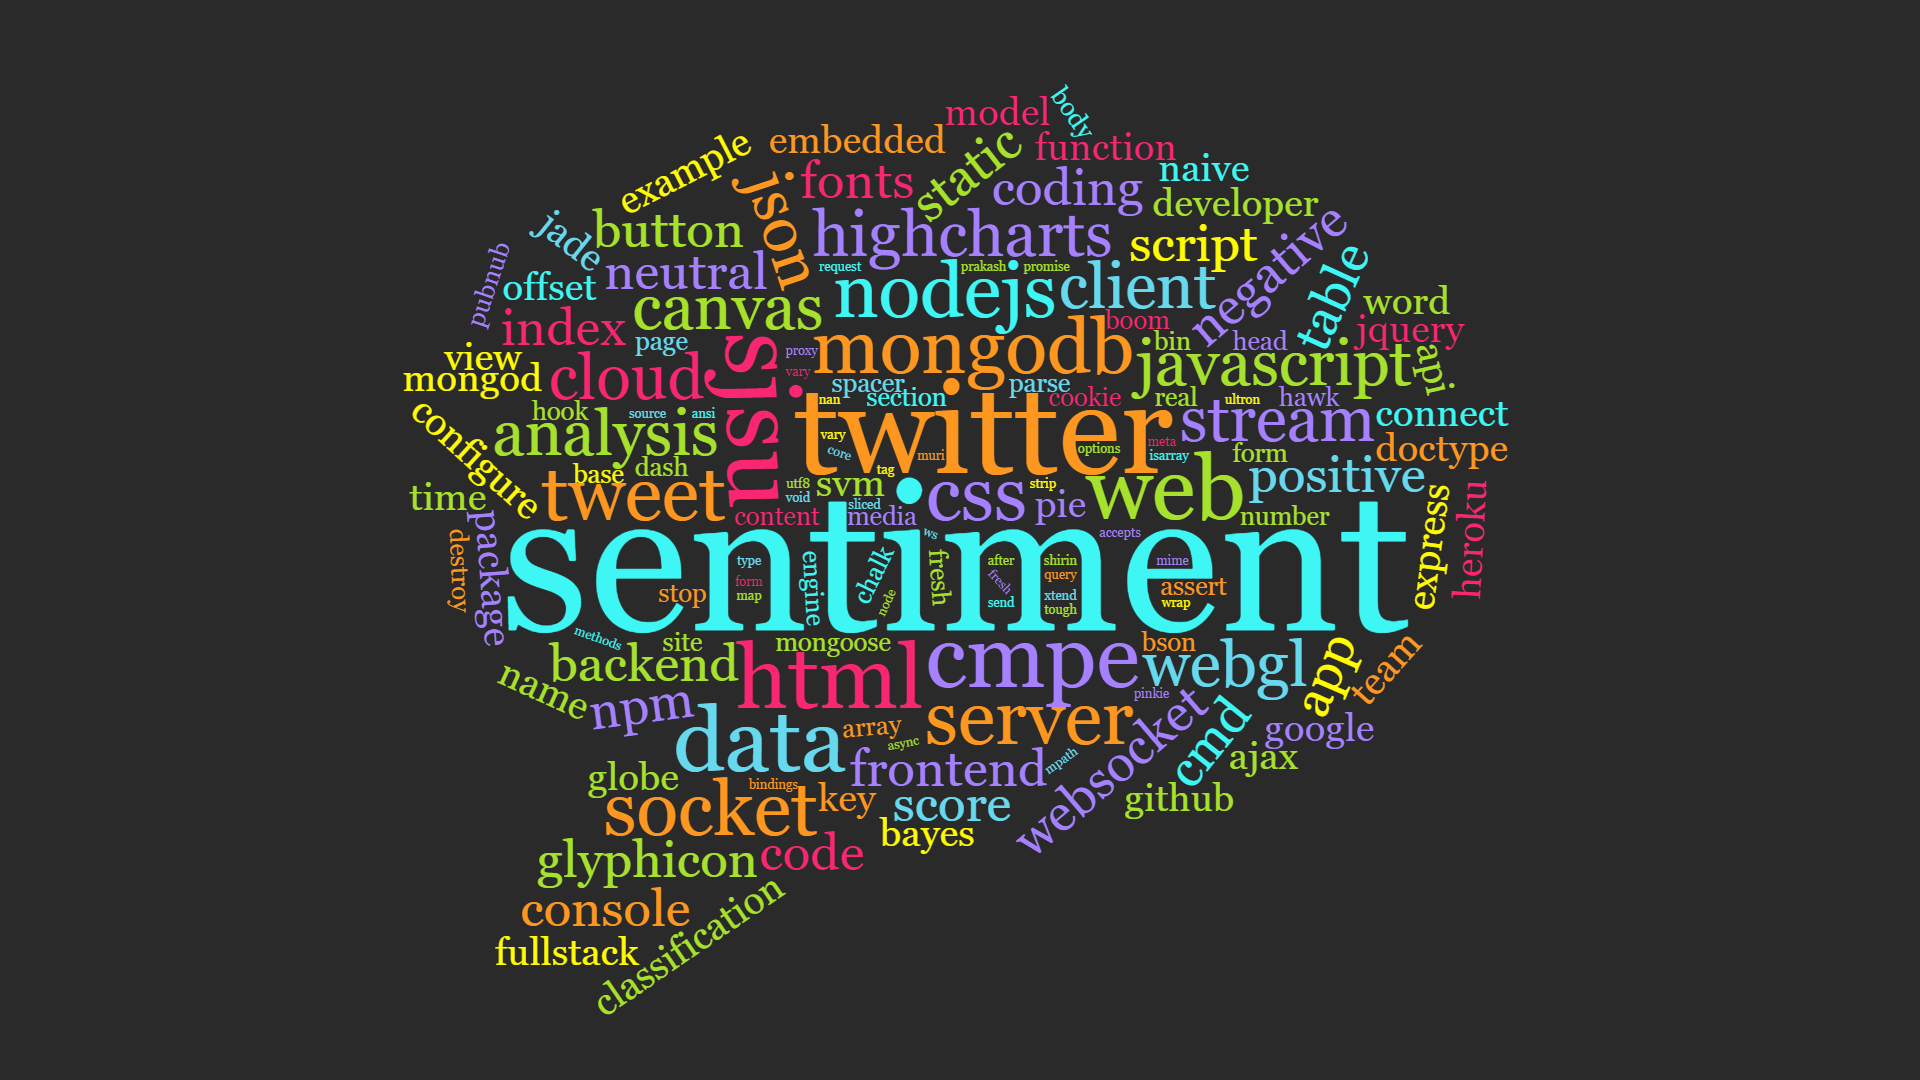 body
model
embedded
function
example
static
naive
json
fonts
coding
developer
jade
button
highcharts
script
negative
pubnub
neutral
request
prakash
promise
table
offset
canvas
nodejs
client
word
index
page
sjsu
mongodb
boom
bin
head
jquery
view
proxy
javascript
api
mongod
cloud
vary
spacer
parse
configure
hook
source
ansi
nan
section
twitter
cookie
real
ultron
hawk
connect
analysis
vary
core
muri
options
meta
isarray
stream
form
doctype
base
dash
tag
time
tweet
utf8
void
svm
sliced
css
strip
pie
web
positive
package
content
media
number
express
heroku
destroy
sentiment
ws
accepts
type
form
map
stop
engine
chalk
node
fresh
after
fresh
send
shirin
query
xtend
tough
mime
assert
wrap
methods
site
mongoose
bson
backend
html
cmpe
webgl
app
team
name
npm
pinkie
data
array
async
server
websocket
cmd
google
globe
bindings
frontend
mpath
ajax
socket
key
score
github
bayes
glyphicon
code
console
classification
fullstack